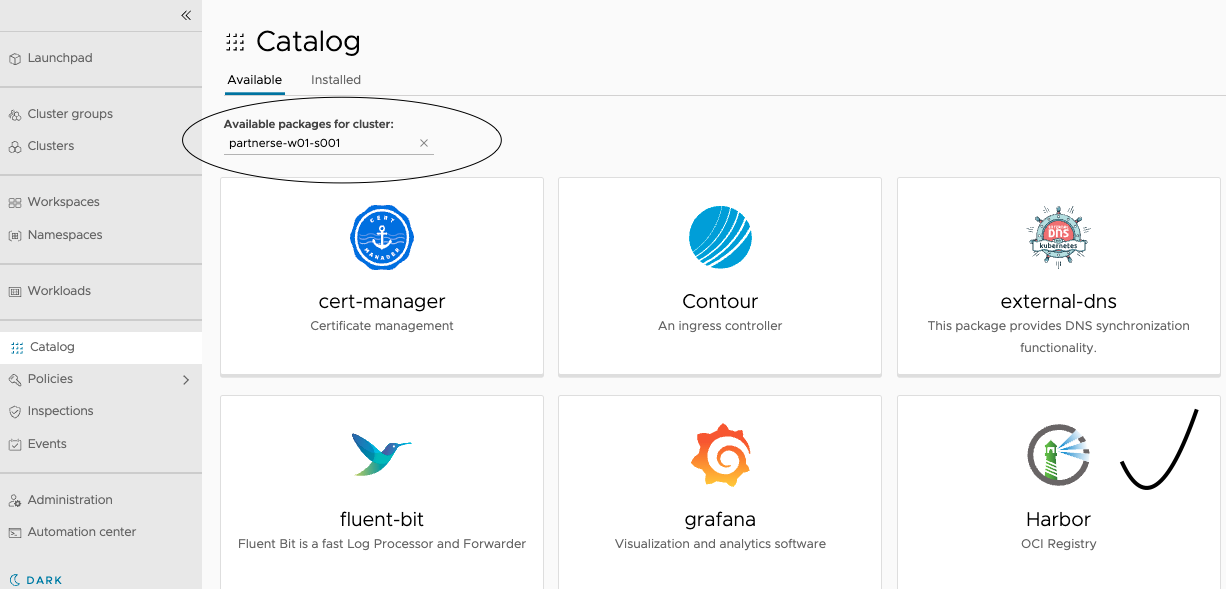 Launchpad
Cluster groups
Clusters
Workspaces
Namespaces
Workloads
Catalog
Policies
Inspections
Events
Administration
Automation center
DARK
Catalog
Available Installed
Available packages for cluster:
partnerse-w01-s001
CERT
MANAGER
cert-manager
Certificate management
Contour
An ingress controller
DNS
kubernetes
external-dns
This package provides DNS synchronization
functionality.
fluent-bit
Fluent Bit is a fast Log Processor and Forwarder
grafana
Visualization and analytics software
Harbor
OCI Registry